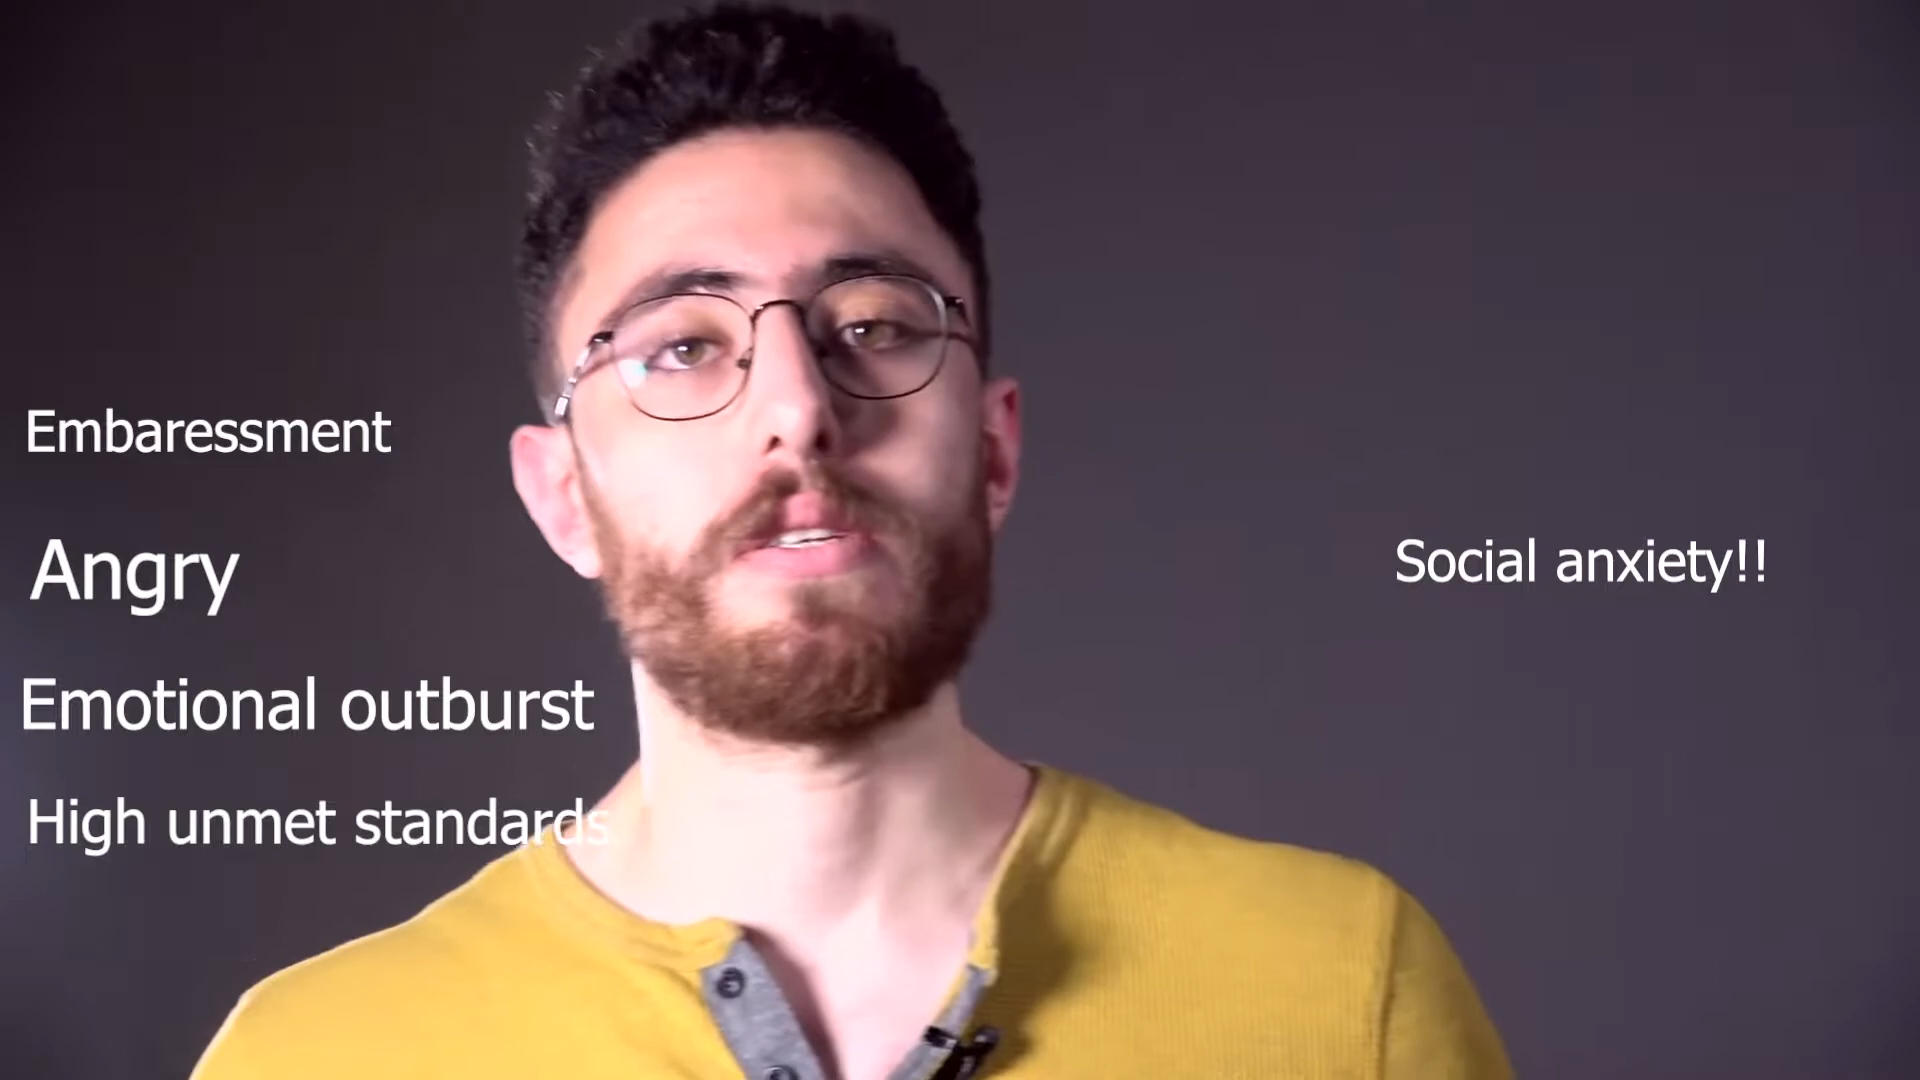 Embaressment
Angry
Emotional outburst
High unmet standards
Social anxiety!!